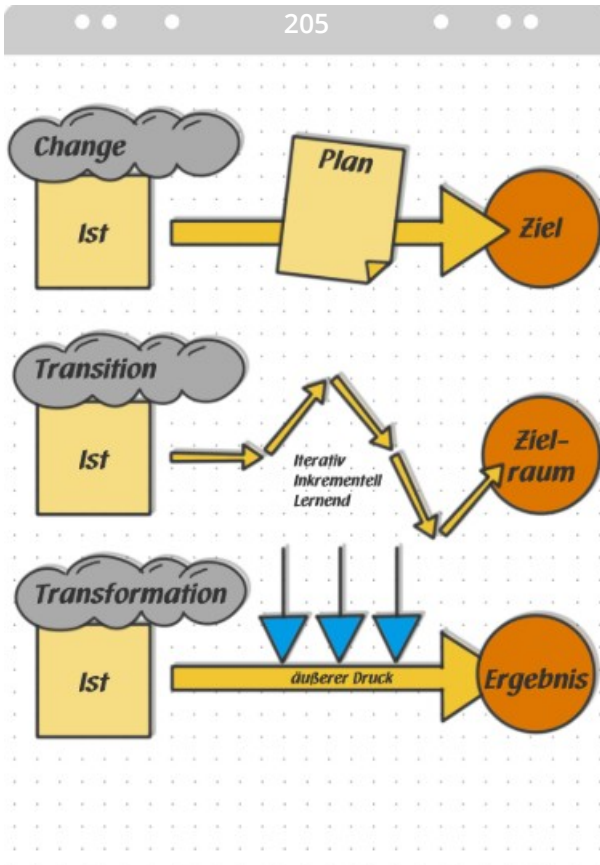 205
Change
Plan
Ist
Ziel
Transition
Ist
Iterativ
Inkrementell
Lernend
Ziel-
raum
Transformation
Ist
äußerer Druck
Ergebnis